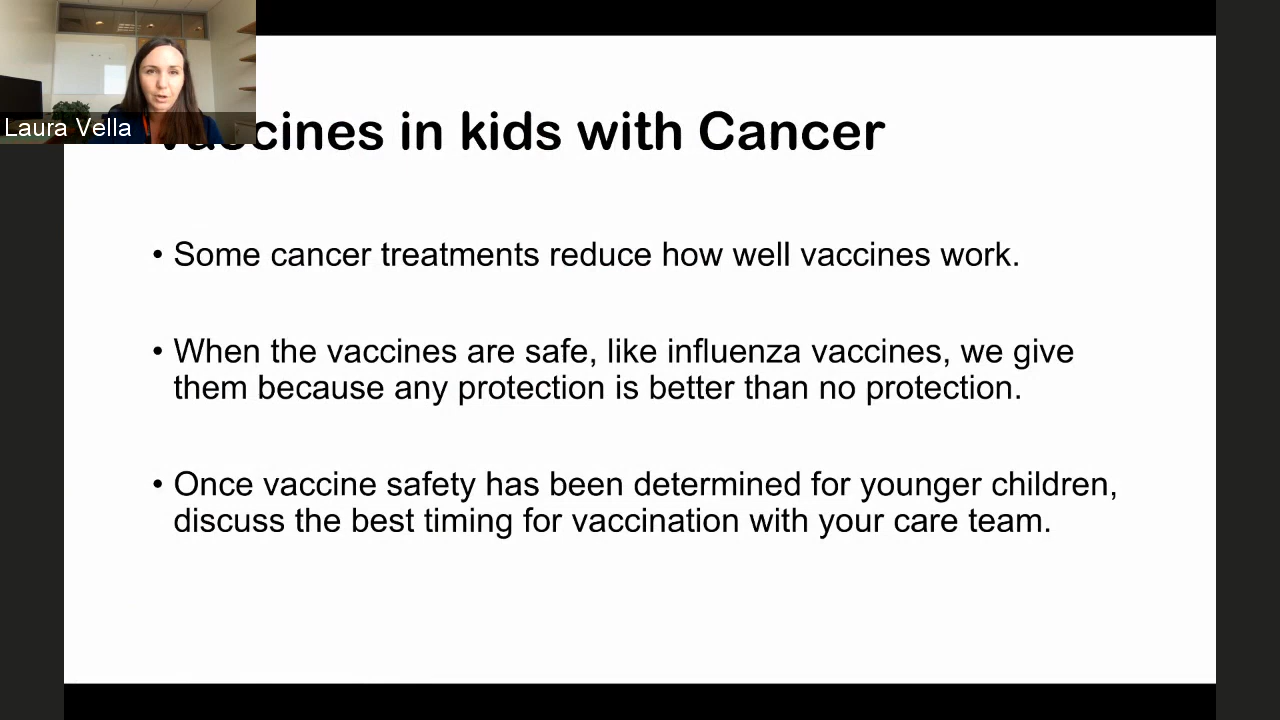 Laura Vella
Vaccines in kids with Cancer
• Some cancer treatments reduce how well vaccines work.
• When the vaccines are safe, like influenza vaccines, we give
them because any protection is better than no protection.
• Once vaccine safety has been determined for younger children,
discuss the best timing for vaccination with your care team.